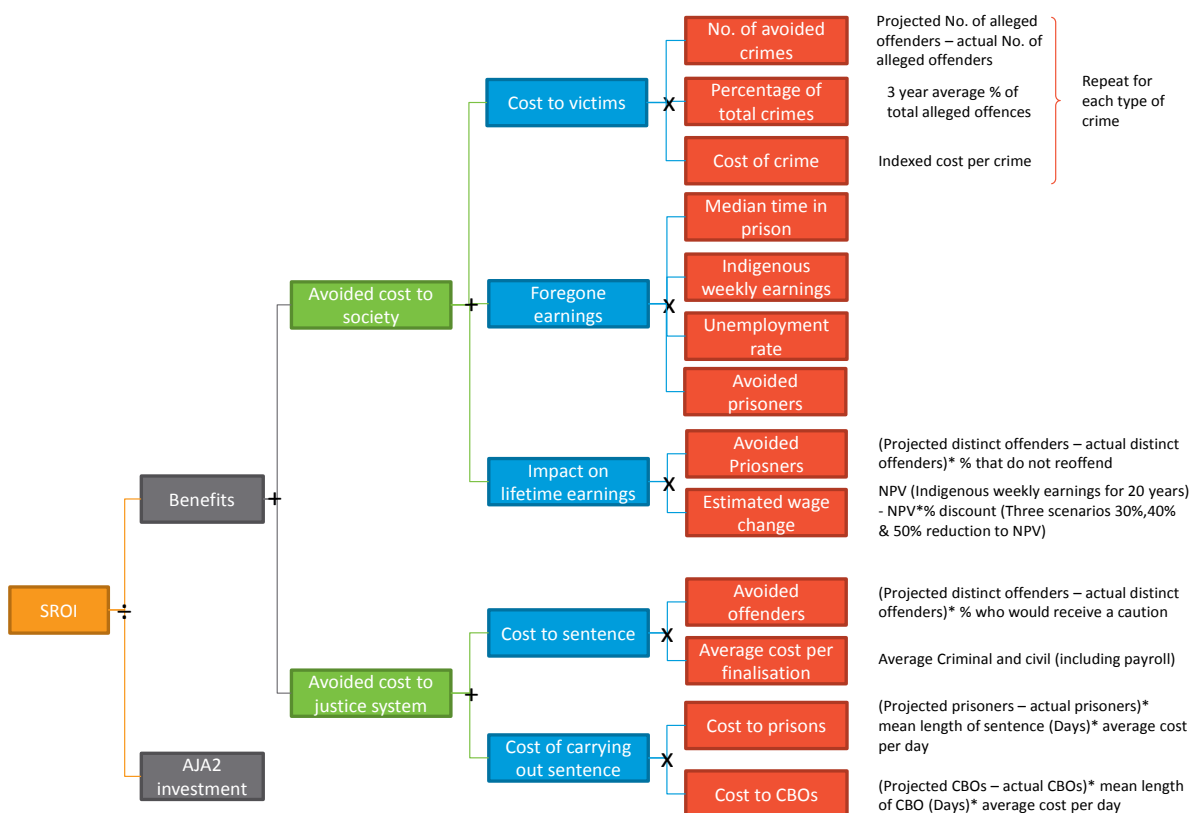 No. of avoided
crimes
Projected No. of alleged
offenders – actual No. of
alleged offenders
Cost to victims
x
Percentage of
total crimes
3 year average % of
total alleged offences
Repeat for
each type of
crime
Cost of crime
Indexed cost per crime
Median time in
prison
Indigenous
weekly earnings
Avoided cost to
society
+
Foregone
earnings
x
Unemployment
rate
Avoided
prisoners
Avoided
Priosners
(Projected distinct offenders – actual distinct
offenders)* % that do not reoffend
Benefits
+
Impact on
lifetime earnings
x
Estimated wage
change
NPV (Indigenous weekly earnings for 20 years)
- NPV*% discount (Three scenarios 30%,40%
& 50% reduction to NPV)
SROI
÷
Avoided
offenders
(Projected distinct offenders – actual distinct
offenders)* % who would receive a caution
Cost to sentence
x
Average cost per
finalisation
Average Criminal and civil (including payroll)
Avoided cost to
justice system
+
Cost to prisons
(Projected prisoners – actual prisoners)*
mean length of sentence (Days)* average cost
per day
Cost of carrying
out sentence
x
AJA2
investment
Cost to CBOs
(Projected CBOs – actual CBOs)* mean length
of CBO (Days)* average cost per day